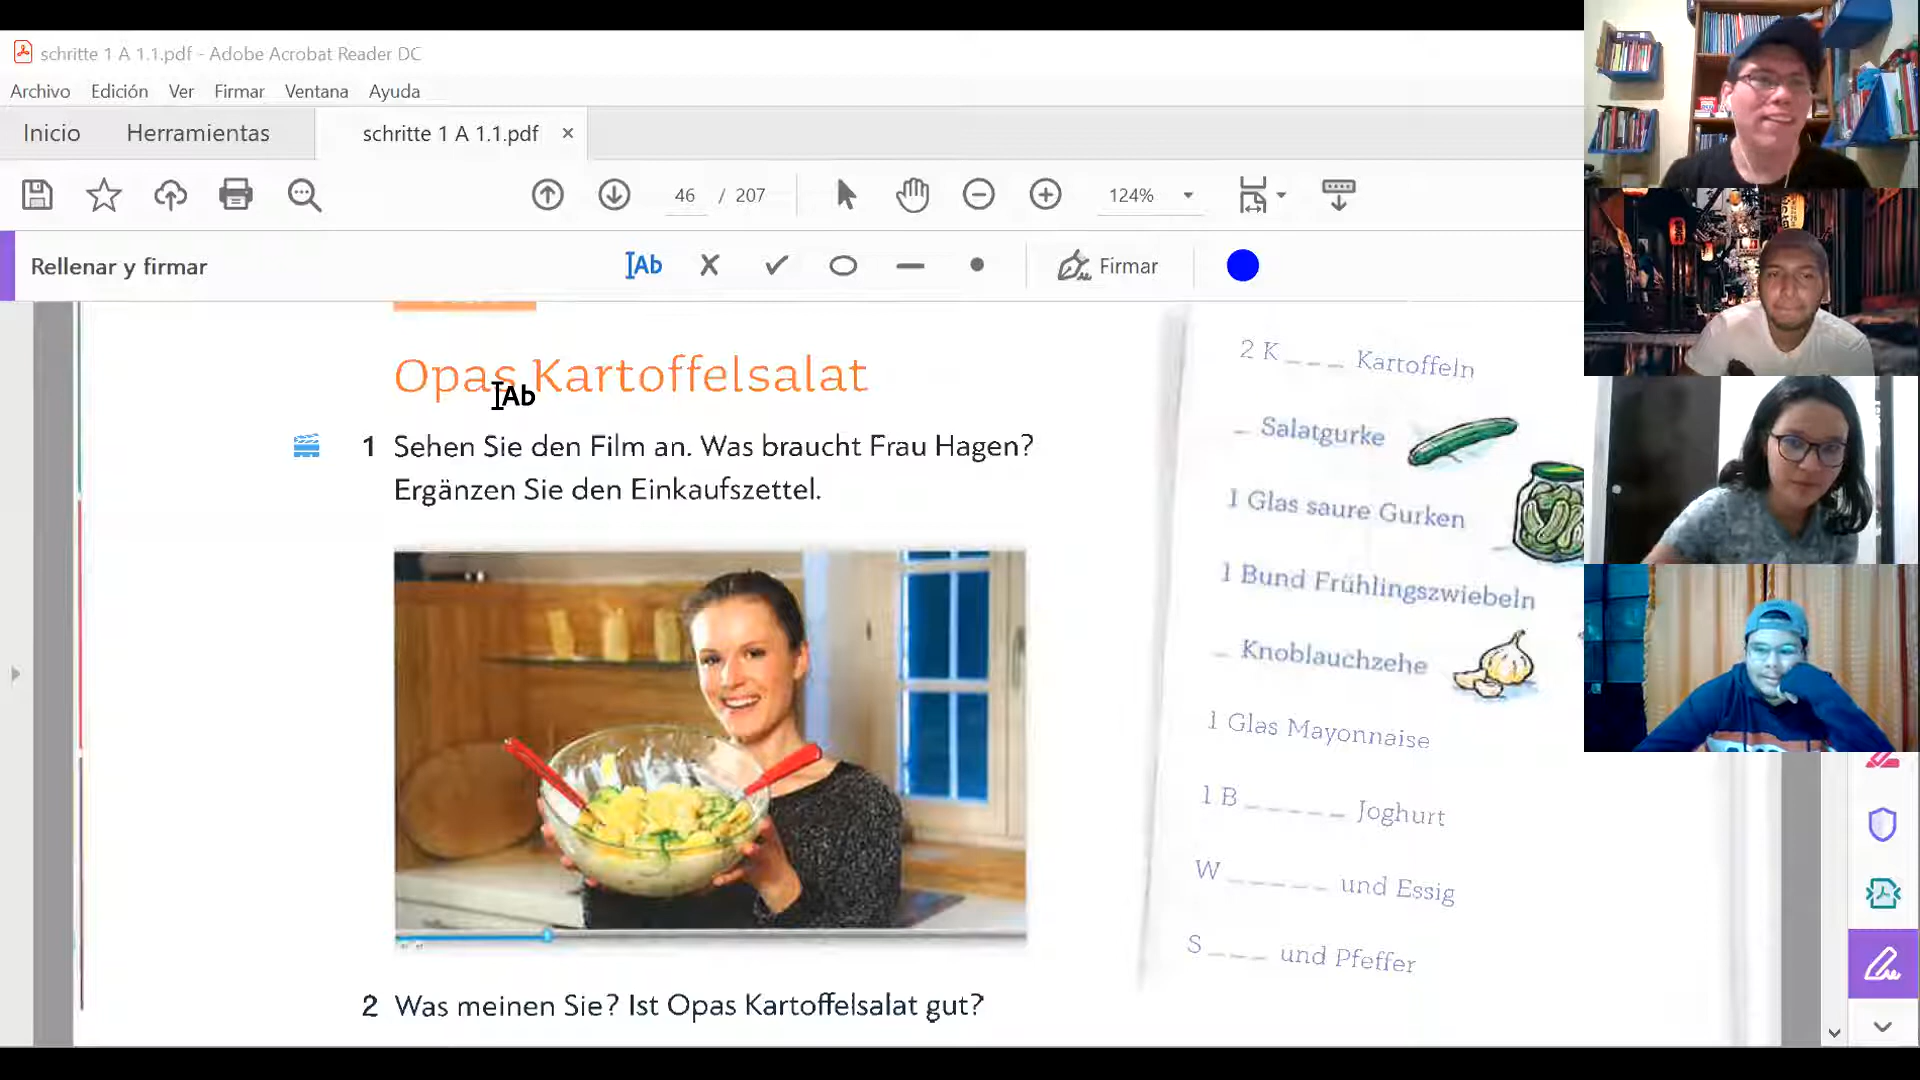 schritte 1 A 1.1.pdf - Adobe Acrobat Reader DC
Archivo Edición Ver Firmar Ventana Ayuda
Inicio Herramientas schritte 1 A 1.1.pdf ×
46 / 207 124%
Rellenar y firmar Ab Firmar
Opas Kartoffelsalat
Ab
1 Sehen Sie den Film an. Was braucht Frau Hagen?
Ergänzen Sie den Einkaufszettel.
2 Was meinen Sie? Ist Opas Kartoffelsalat gut?
2 K _ _ _ Kartoffeln
_ Salatgurke
1 Glas saure Gurken
1 Bund Frühlingszwiebeln
_ Knoblauchzehe
1 Glas Mayonnaise
1 B _ _ _ _ _ Joghurt
W _ _ _ _ _ und Essig
S _ _ _ und Pfeffer